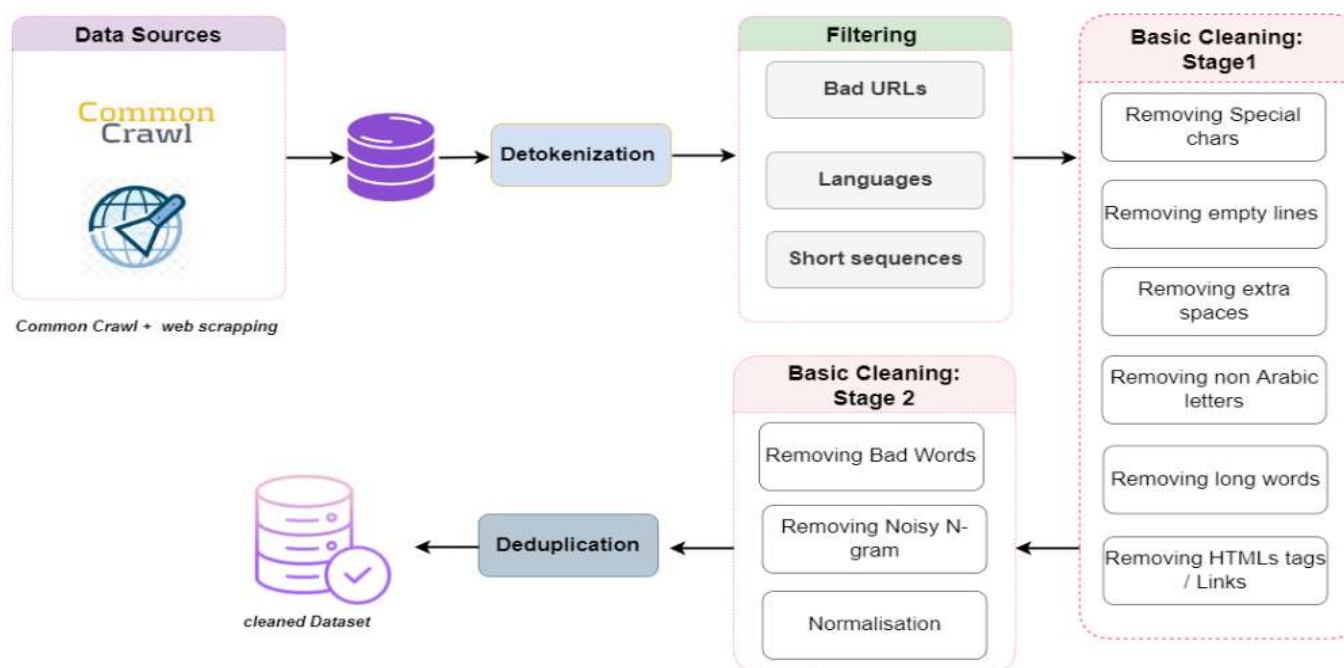 Data Sources
Common
Crawl
Common Crawl + web scrapping
Detokenization
Filtering
Bad URLs
Languages
Short sequences
Basic Cleaning:
Stage1
Removing Special
chars
Removing empty lines
Removing extra
spaces
Removing non Arabic
letters
Removing long words
Removing HTMLs tags
/ Links
Basic Cleaning:
Stage 2
Removing Bad Words
Removing Noisy N-
gram
Normalisation
Deduplication
cleaned Dataset